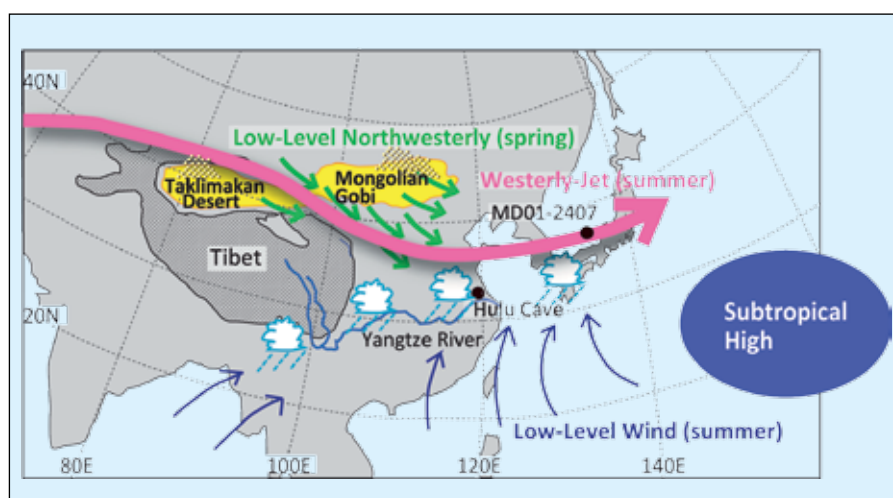 40N
Low-Level Northwesterly (spring)
Taklimakan
Desert
Mongolian
Gobi
Westerly-Jet (summer)
MD01-2407
Tibet
20N
Hulu Cave
Yangtze River
Subtropical
High
Low-Level Wind (summer)
80E
100E
120E
140E